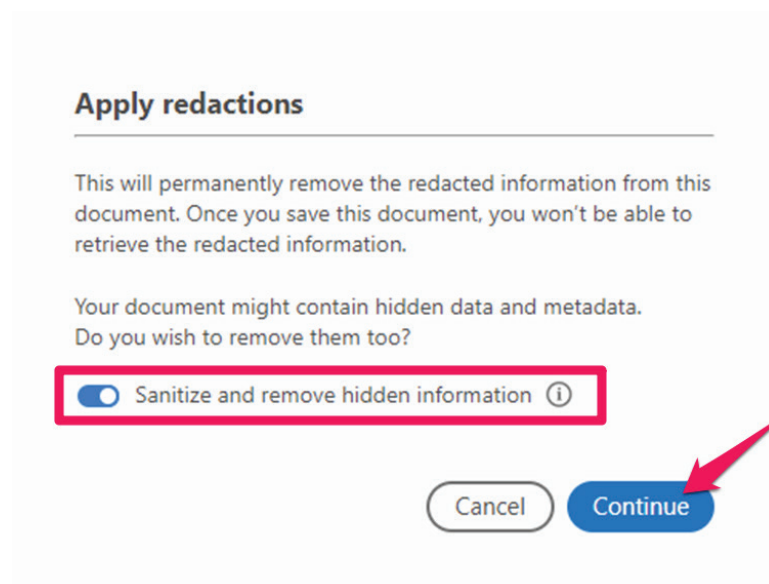 Apply redactions
This will permanently remove the redacted information from this
document. Once you save this document, you won't be able to
retrieve the redacted information.
Your document might contain hidden data and metadata.
Do you wish to remove them too?
Sanitize and remove hidden information
Cancel
Continue